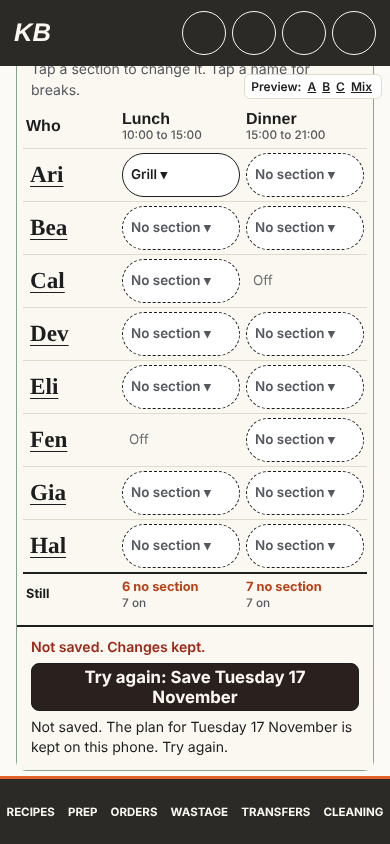 KB
Tap a section to change it. Tap a name for
breaks.
Preview: A B C Mix
Who Lunch Dinner
10:00 to 15:00 15:00 to 21:00
Ari Grill ▾ No section ▾
Bea No section ▾ No section ▾
Cal No section ▾ Off
Dev No section ▾ No section ▾
Eli No section ▾ No section ▾
Fen Off No section ▾
Gia No section ▾ No section ▾
Hal No section ▾ No section ▾
Still 6 no section 7 no section
7 on 7 on
Not saved. Changes kept.
Try again: Save Tuesday 17
November
Not saved. The plan for Tuesday 17 November is
kept on this phone. Try again.
RECIPES PREP ORDERS WASTAGE TRANSFERS CLEANING